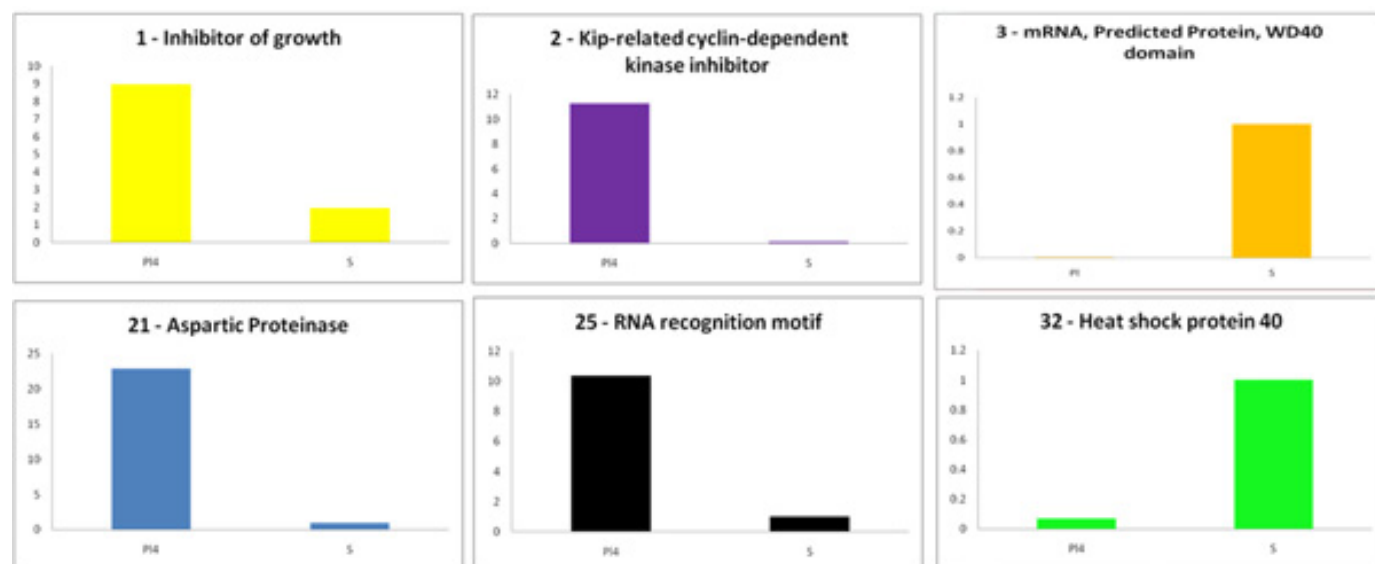 1 - Inhibitor of growth
10
9
8
7
6
5
4
3
2
1
0
PI4
S
2 - Kip-related cyclin-dependent
kinase inhibitor
12
10
8
6
4
2
0
PI4
S
3 - mRNA, Predicted Protein, WD40
domain
1.2
1
0.8
0.6
0.4
0.2
0
PI
S
21 - Aspartic Proteinase
25
20
15
10
5
0
PI4
S
25 - RNA recognition motif
12
10
8
6
4
2
0
PI4
S
32 - Heat shock protein 40
1.2
1
0.8
0.6
0.4
0.2
0
PI4
S